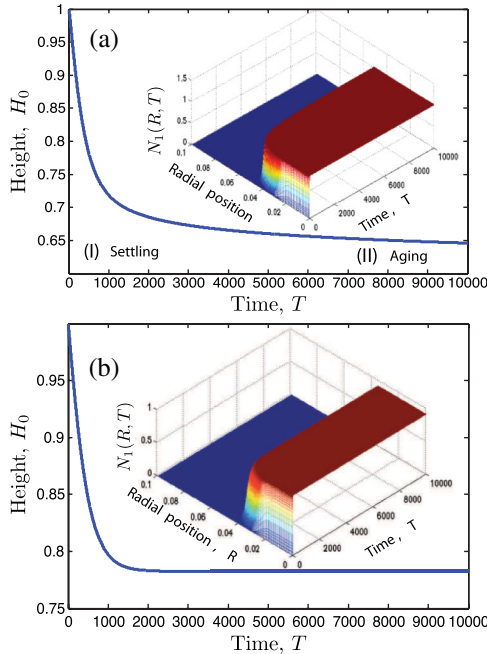 (a)
Height, H₀
1
0.95
0.9
0.85
0.8
0.75
0.7
0.65
0 1000 2000 3000 4000 5000 6000 7000 8000 9000 10000
Time, T
(I) Settling
(II) Aging
N₁(R,T)
1.5
1
0.5
0
0.1
0.08
0.06
0.04
0.02
0
Radial position
0
2000
4000
6000
8000
10000
Time, T
(b)
Height, H₀
0.95
0.9
0.85
0.8
0.75
0 1000 2000 3000 4000 5000 6000 7000 8000 9000 10000
Time, T
N₁(R,T)
1
0.5
0
0.1
0.08
0.06
0.04
0.02
0
Radial position, R
0
2000
4000
6000
8000
10000
Time, T